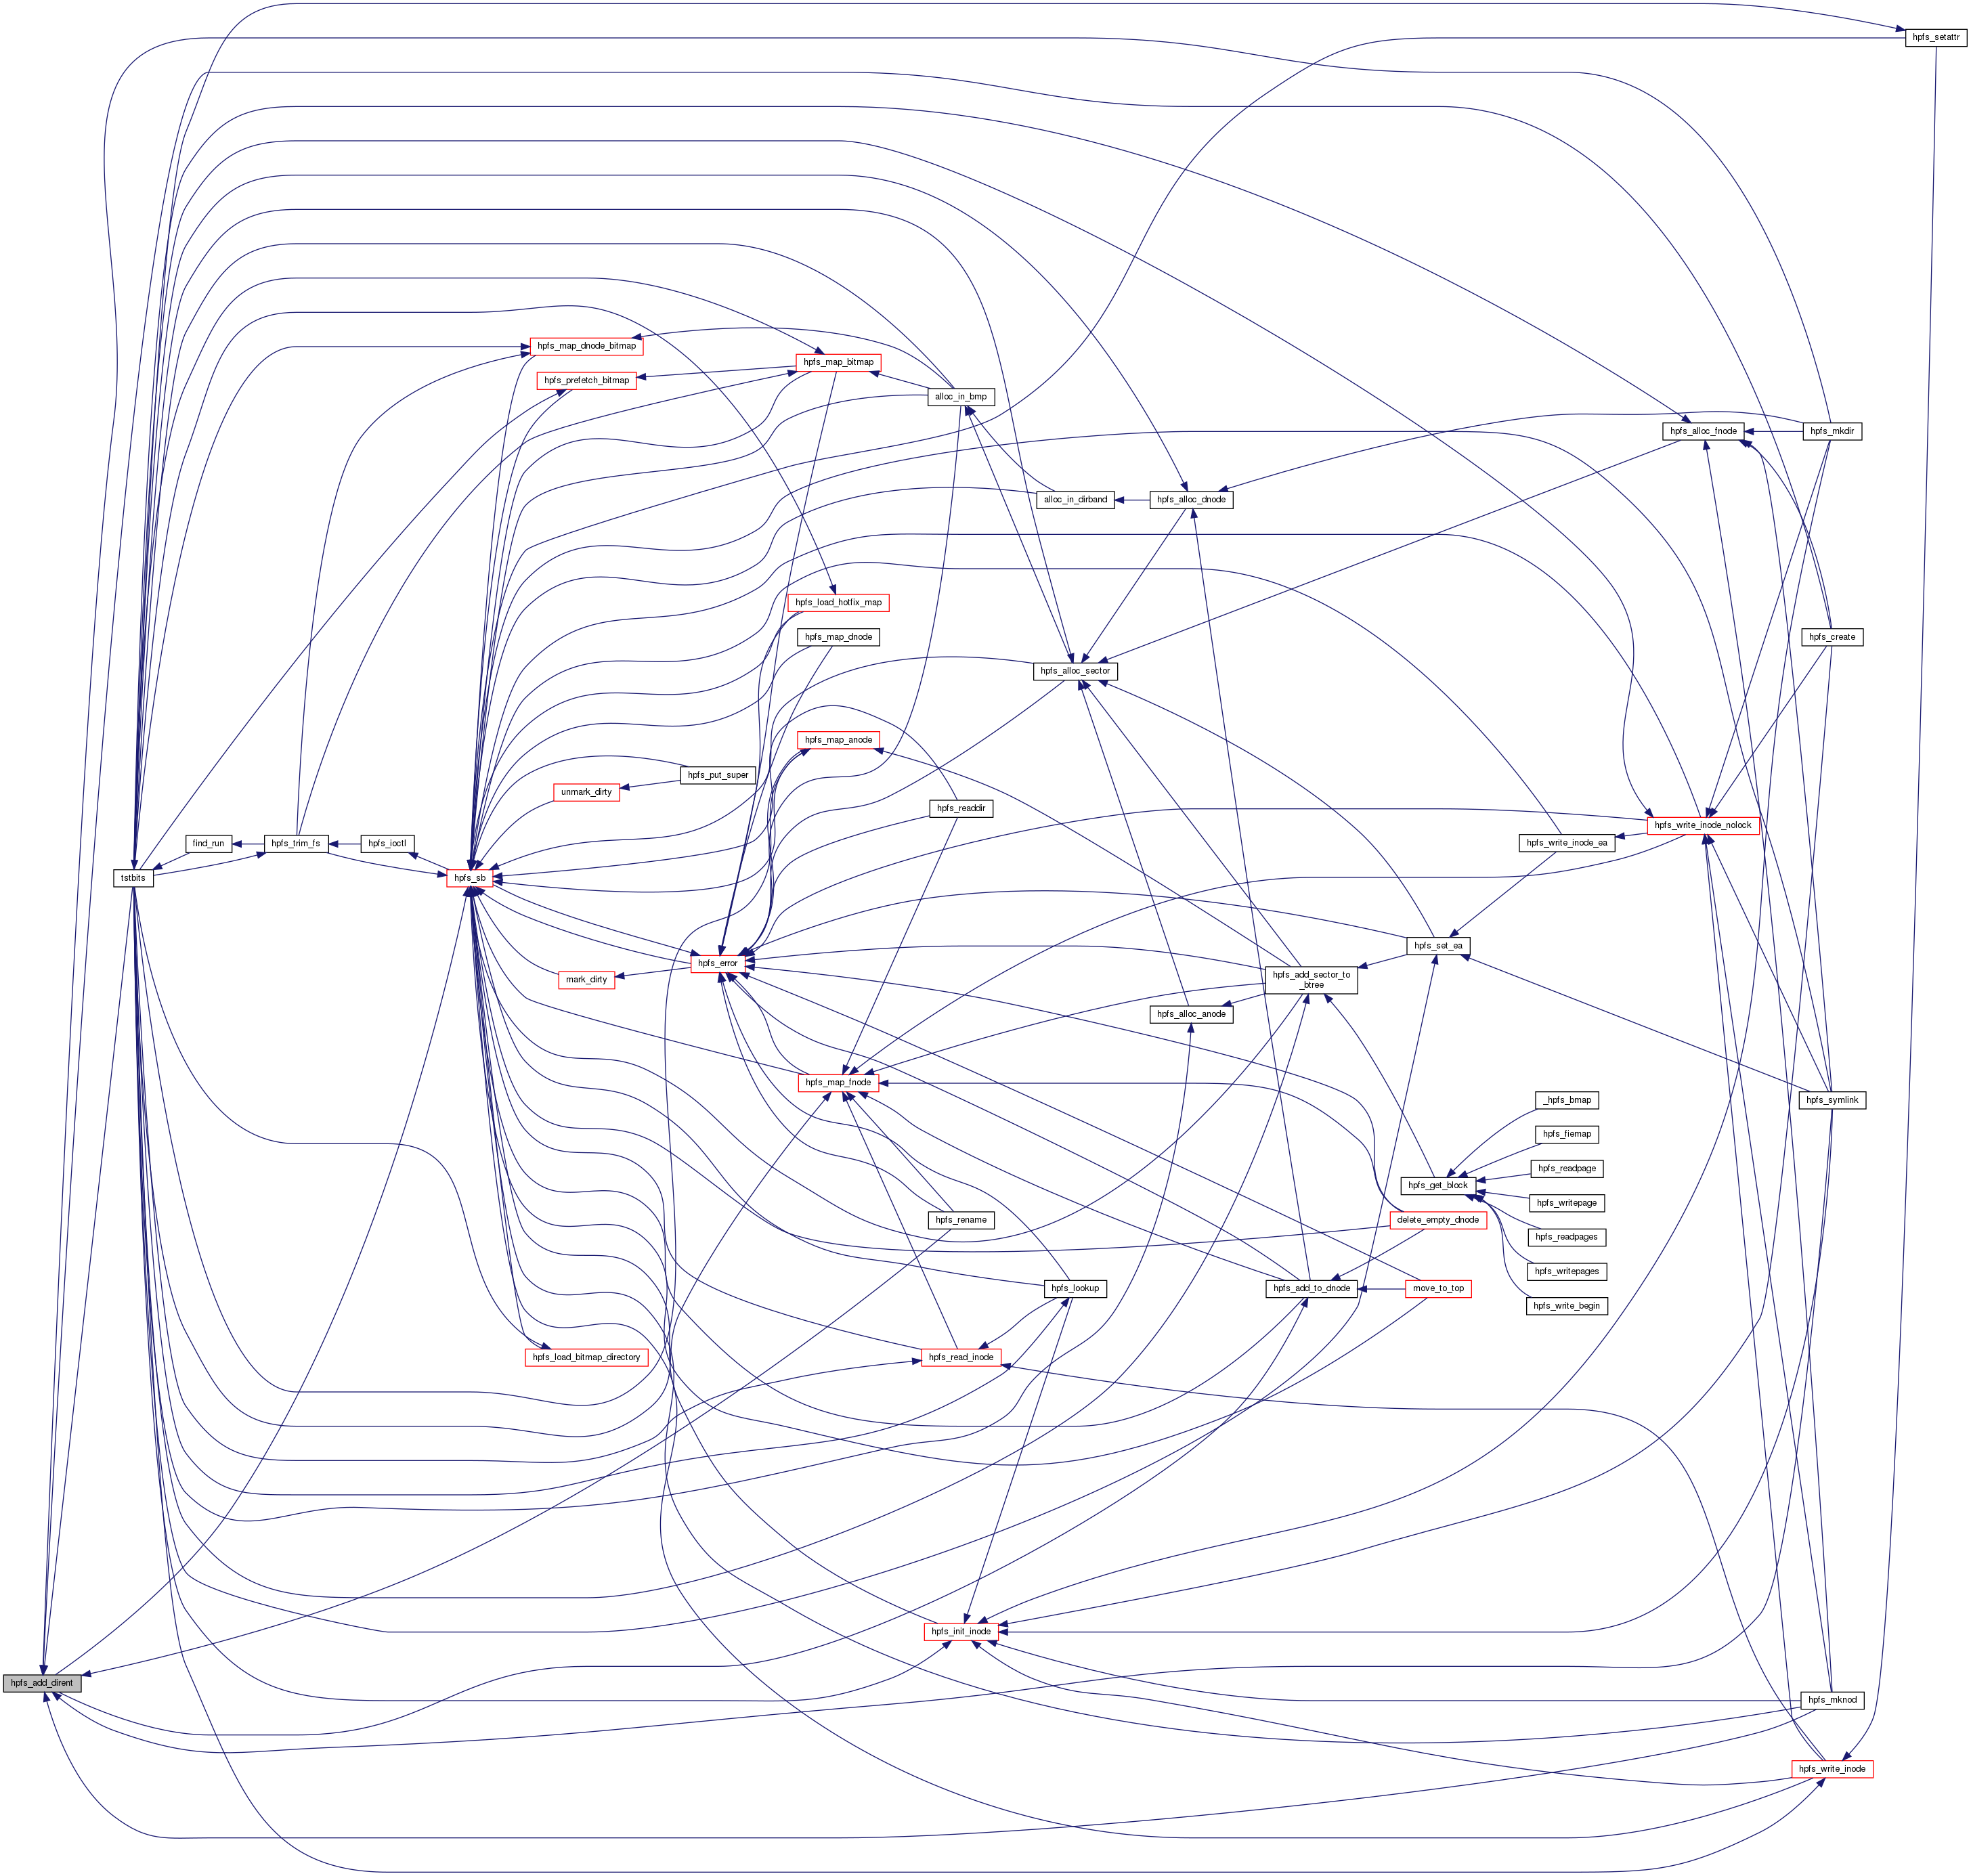 hpfs_setattr
hpfs_map_dnode_bitmap
hpfs_map_bitmap
hpfs_prefetch_bitmap
alloc_in_bmp
hpfs_alloc_fnode
hpfs_mkdir
alloc_in_dirband
hpfs_alloc_dnode
hpfs_load_hotfix_map
hpfs_map_dnode
hpfs_create
hpfs_alloc_sector
hpfs_map_anode
hpfs_put_super
unmark_dirty
hpfs_readdir
hpfs_write_inode_nolock
find_run
hpfs_trim_fs
hpfs_ioctl
hpfs_write_inode_ea
tstbits
hpfs_sb
hpfs_set_ea
hpfs_error
mark_dirty
hpfs_add_sector_to
_btree
hpfs_alloc_anode
hpfs_map_fnode
_hpfs_bmap
hpfs_symlink
hpfs_fiemap
hpfs_readpage
hpfs_get_block
hpfs_writepage
hpfs_rename
delete_empty_dnode
hpfs_readpages
hpfs_writepages
hpfs_lookup
hpfs_add_to_dnode
move_to_top
hpfs_write_begin
hpfs_load_bitmap_directory
hpfs_read_inode
hpfs_init_inode
hpfs_add_dirent
hpfs_mknod
hpfs_write_inode